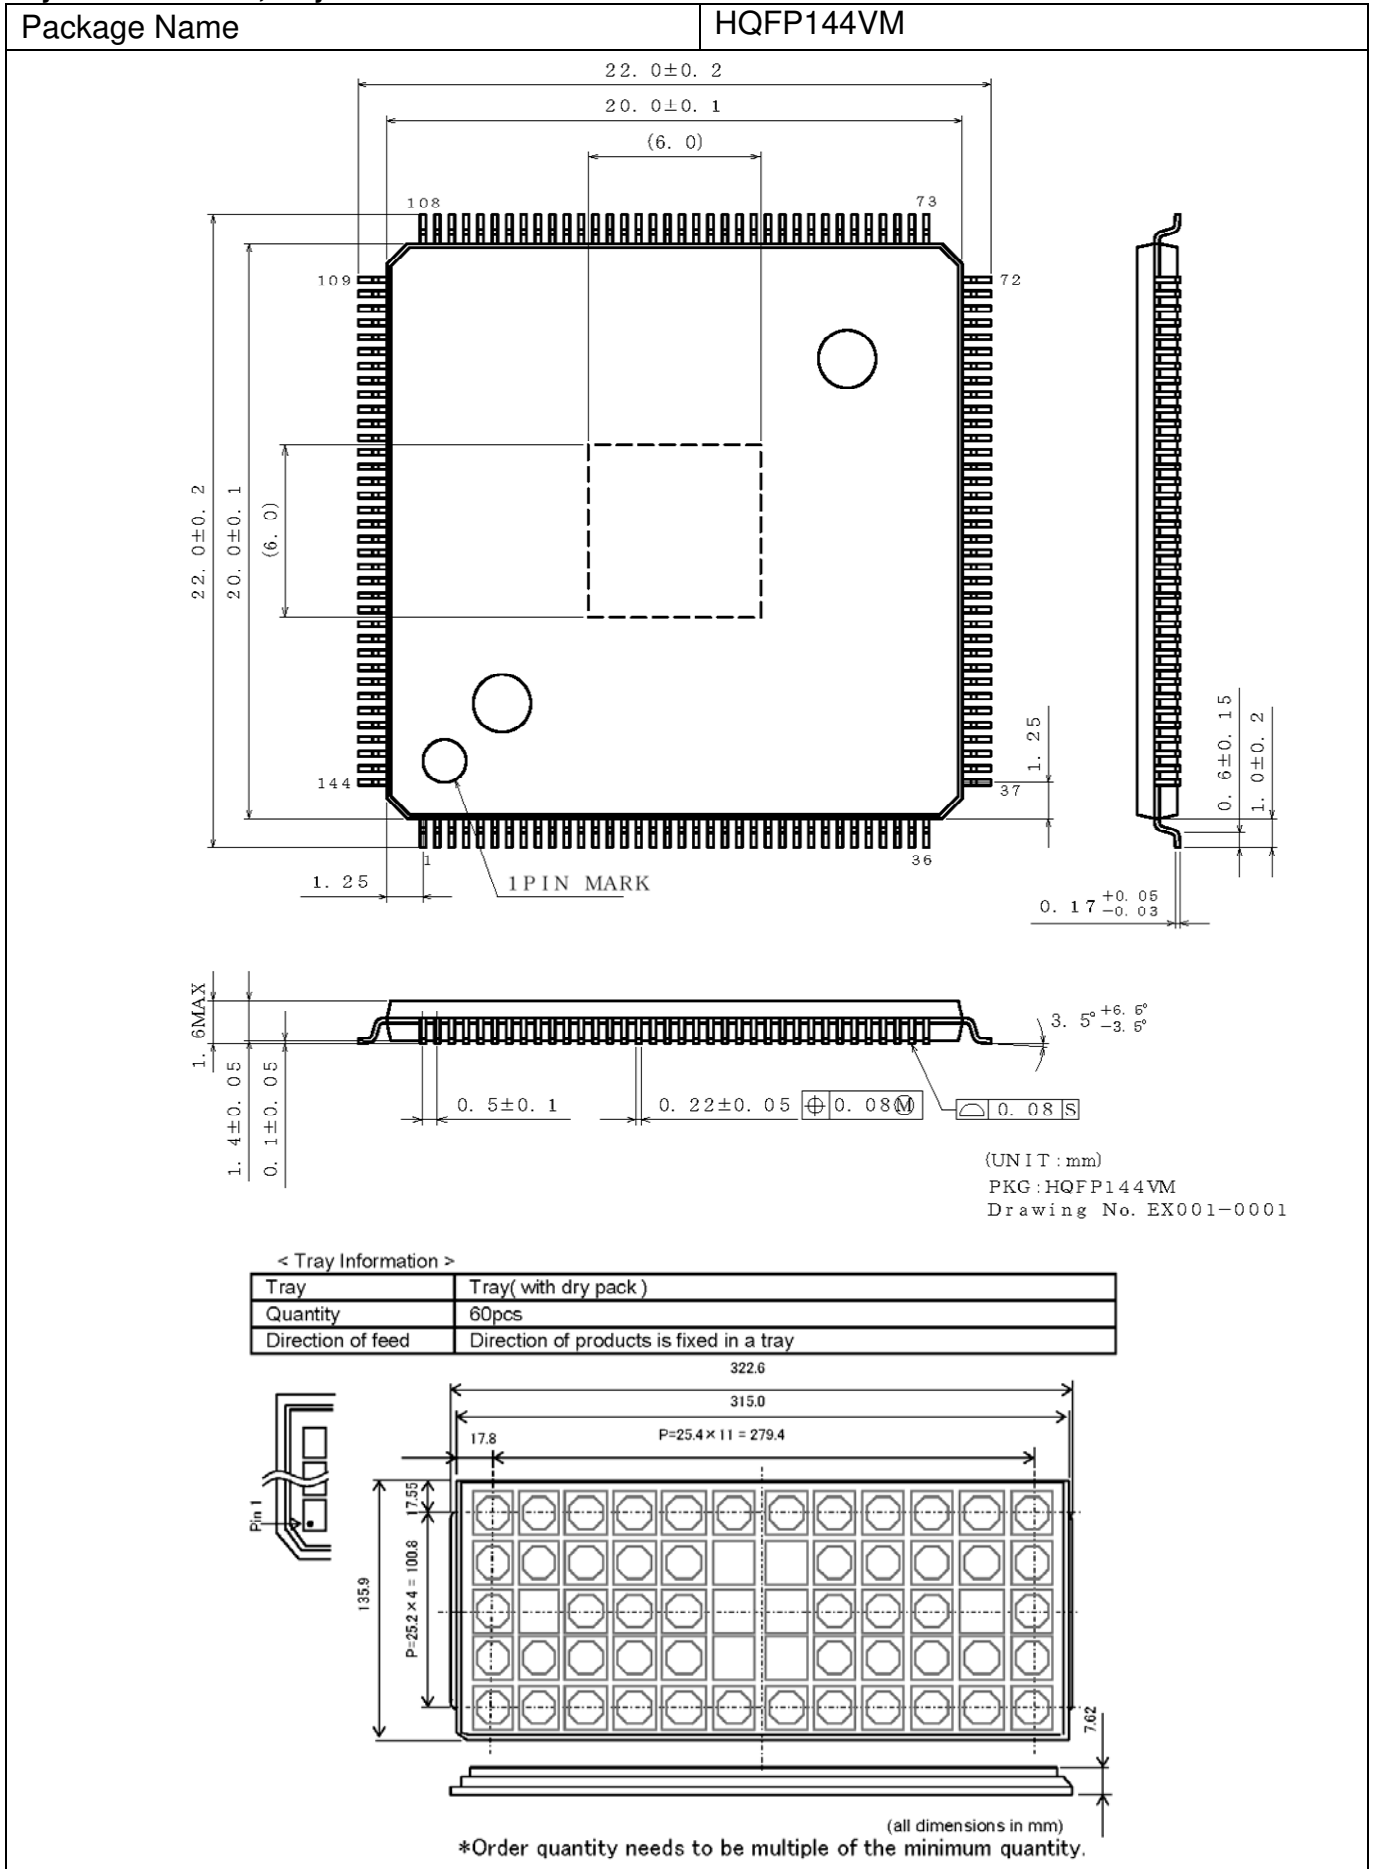 Package Name HQFP144VM
22. 0±0. 2
20. 0±0. 1
(6. 0)
108 73
109 72
22. 0±0. 2
20. 0±0. 1
(6. 0)
144 37
1. 25
0. 6±0. 15
1. 0±0. 2
1 36
1. 25
1PIN MARK
0. 17 +0. 05 -0. 03
1. 6MAX
1. 4±0. 05
0. 1±0. 05
3. 5° +6. 5° -3. 5°
0. 5±0. 1
0. 22±0. 05 ⌖ 0. 08Ⓜ
⌓ 0. 08 S
(UNIT:mm)
PKG:HQFP144VM
Drawing No. EX001-0001
< Tray Information >
Tray Tray( with dry pack )
Quantity 60pcs
Direction of feed Direction of products is fixed in a tray
322.6
315.0
17.8 P=25.4×11 = 279.4
17.55
Pin 1
135.9
P=25.2×4 = 100.8
7.62
(all dimensions in mm)
*Order quantity needs to be multiple of the minimum quantity.